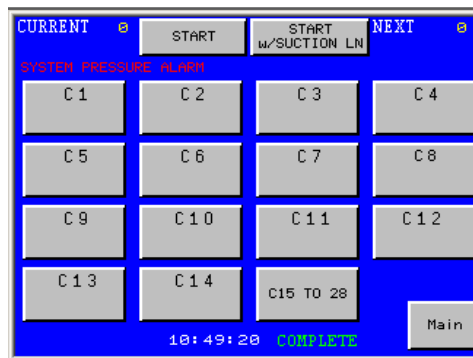 CURRENT 0 START START NEXT 0
w/SUCTION LN
SYSTEM PRESSURE ALARM
C1 C2 C3 C4
C5 C6 C7 C8
C9 C10 C11 C12
C13 C14 C15 TO 28
Main
10:49:20 COMPLETE